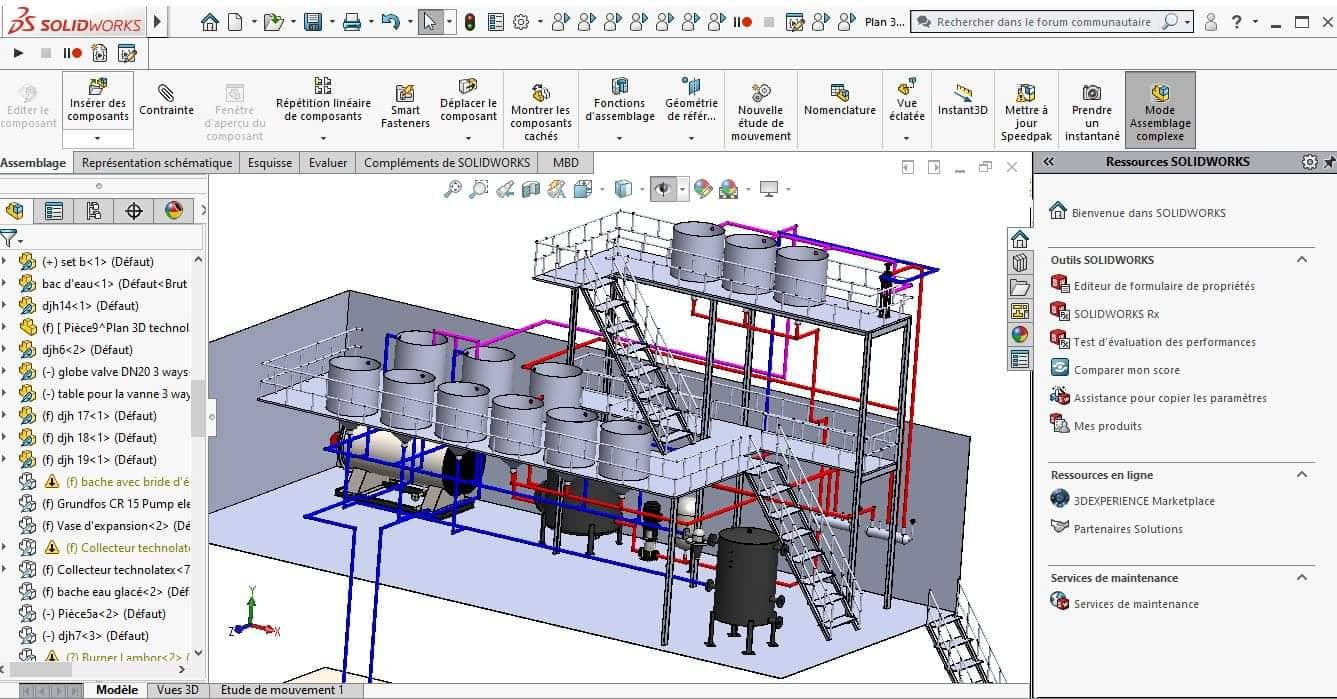 SOLIDWORKS
Plan 3...
Rechercher dans le forum communautaire
?
Editer le composant
Insérer des composants
Contrainte
Fenêtre d'aperçu du composant
Répétition linéaire de composants
Smart Fasteners
Déplacer le composant
Montrer les composants cachés
Fonctions d'assemblage
Géométrie de référ...
Nouvelle étude de mouvement
Nomenclature
Vue éclatée
Instant3D
Mettre à jour Speedpak
Prendre un instantané
Mode Assemblage complexe
Assemblage
Représentation schématique
Esquisse
Evaluer
Compléments de SOLIDWORKS
MBD
(+) set b<1> (Défaut)
bac d'eau<1> (Défaut<Brut
djh14<1> (Défaut)
(f) [ Pièce9^Plan 3D technol
djh6<2> (Défaut)
(-) globe valve DN20 3 ways-
(-) table pour la vanne 3 way
(f) djh 17<1> (Défaut)
(f) djh 18<1> (Défaut)
(f) djh 19<1> (Défaut)
(f) bache avec bride d'é
(f) Grundfos CR 15 Pump ele
(f) Vase d'expansion<2> (Dé
(f) Collecteur technolat
(f) Collecteur technolatex<7
(f) bache eau glacé<2> (Déf
(-) Pièce5a<2> (Défaut)
(-) djh7<3> (Défaut)
(?) Burner Lambor<2> (
Y
Z
X
Modèle
Vues 3D
Etude de mouvement 1
Ressources SOLIDWORKS
Bienvenue dans SOLIDWORKS
Outils SOLIDWORKS
Editeur de formulaire de propriétés
SOLIDWORKS Rx
Test d'évaluation des performances
Comparer mon score
Assistance pour copier les paramètres
Mes produits
Ressources en ligne
3DEXPERIENCE Marketplace
Partenaires Solutions
Services de maintenance
Services de maintenance